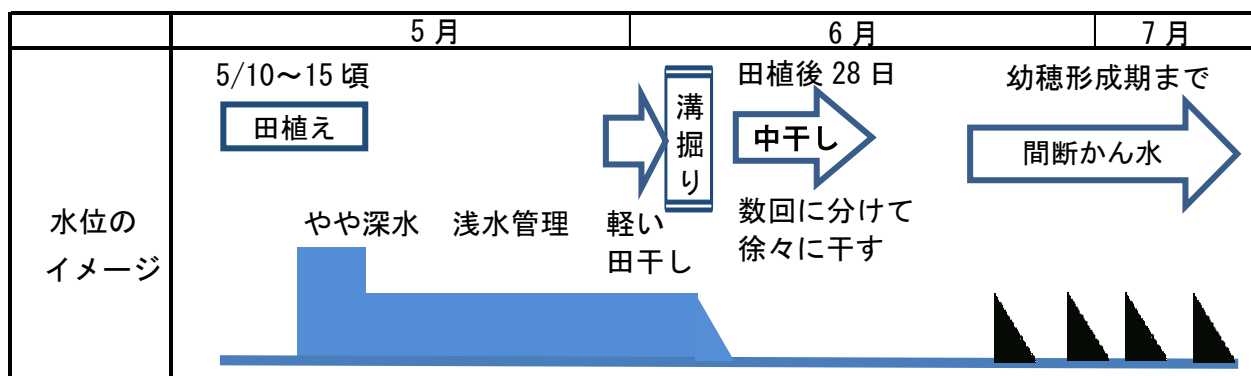 5月
6月
7月
水位の
イメージ
5/10～15頃
田植え
溝掘り
田植後28日
中干し
幼穂形成期まで
間断かん水
やや深水
浅水管理
軽い
田干し
数回に分けて
徐々に干す